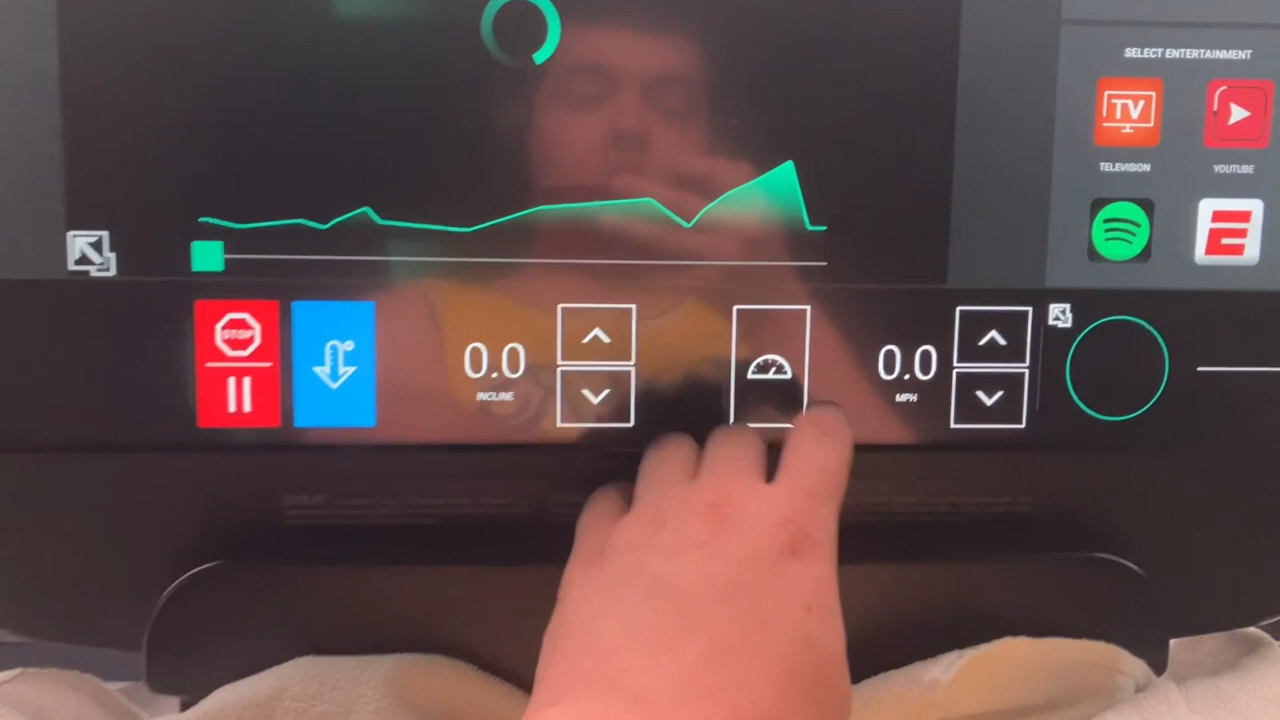 SELECT ENTERTAINMENT
TV
TELEVISION
YOUTUBE
STOP
0.0
INCLINE
0.0
MPH